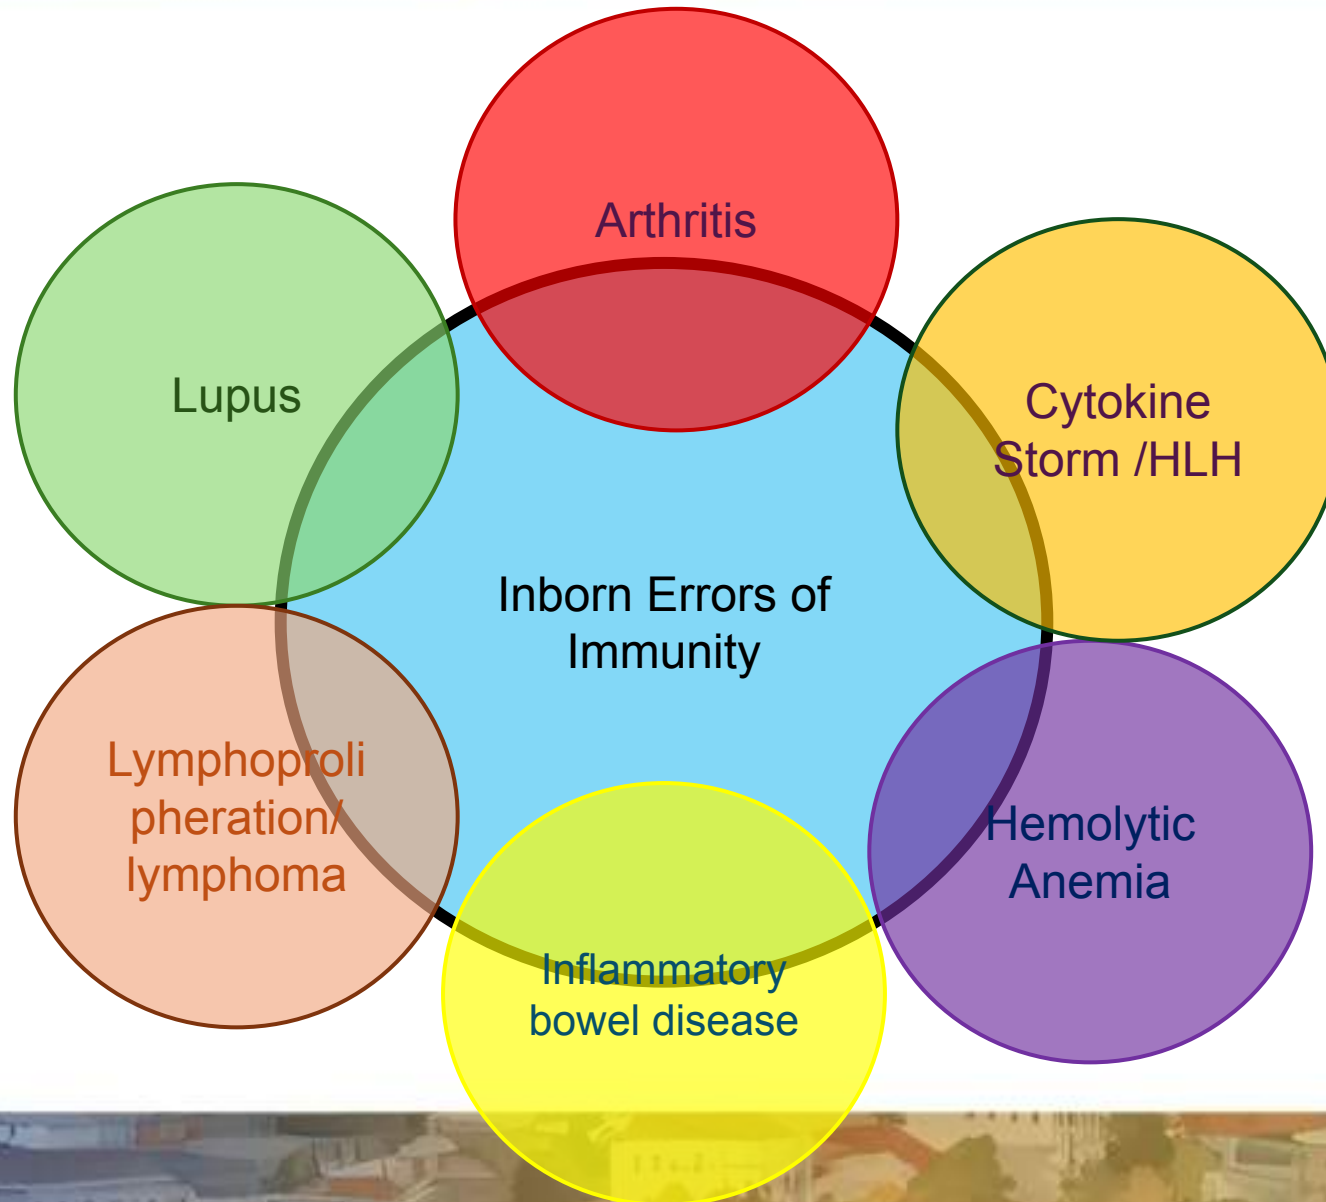 Arthritis
Lupus
Cytokine
Storm /HLH
Inborn Errors of
Immunity
Lymphoproli
pheration/
lymphoma
Hemolytic
Anemia
Inflammatory
bowel disease